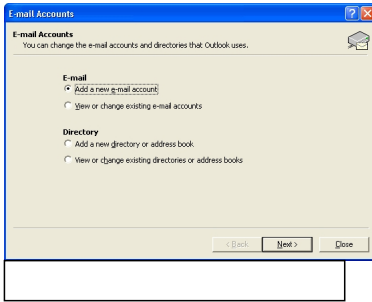 E-mail Accounts
E-mail Accounts
You can change the e-mail accounts and directories that Outlook uses.
E-mail
Add a new e-mail account
View or change existing e-mail accounts
Directory
Add a new directory or address book
View or change existing directories or address books
< Back
Next >
Close